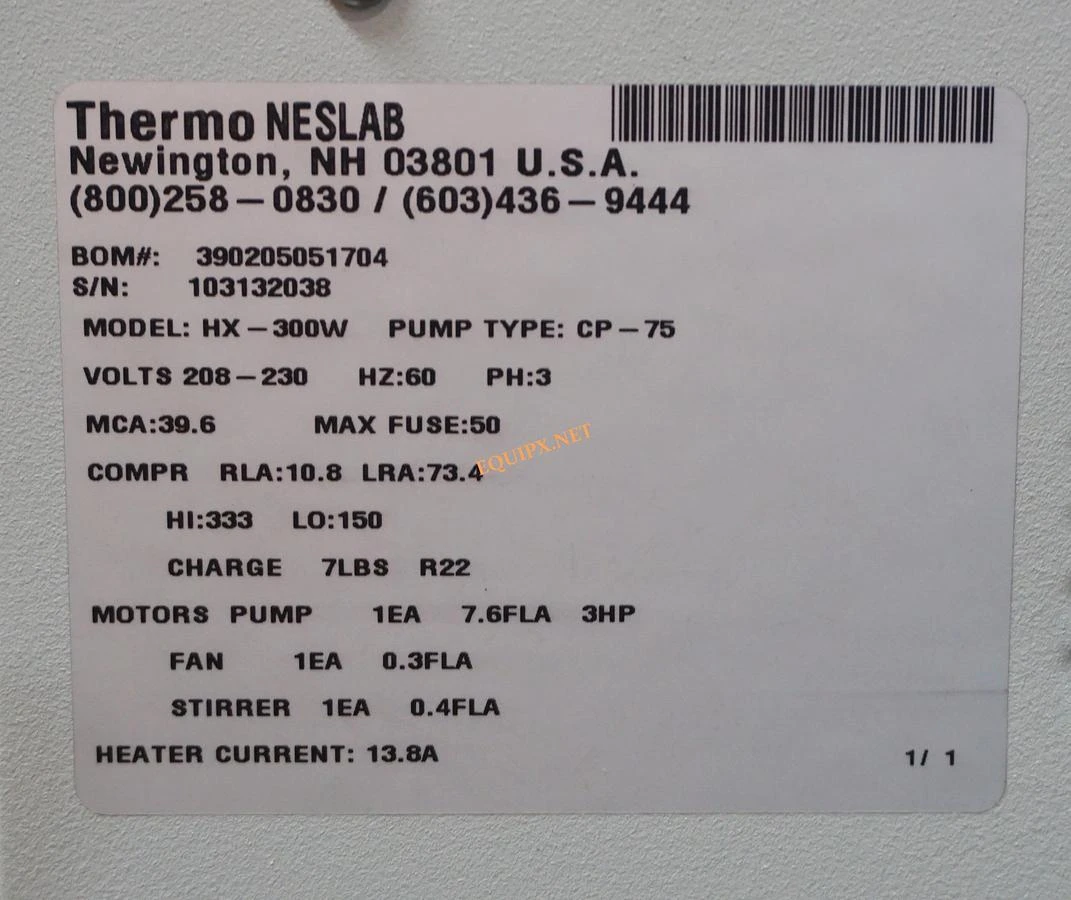 Thermo NESLAB
Newington, NH 03801 U.S.A.
(800)258-0830 / (603)436-9444
BOM#: 390205051704
S/N: 103132038
MODEL: HX-300W PUMP TYPE: CP-75
VOLTS 208-230 HZ:60 PH:3
MCA:39.6 MAX FUSE:50
COMPR RLA:10.8 LRA:73.4
EQUIPX.NET
HI:333 LO:150
CHARGE 7LBS R22
MOTORS PUMP 1EA 7.6FLA 3HP
FAN 1EA 0.3FLA
STIRRER 1EA 0.4FLA
HEATER CURRENT: 13.8A 1/ 1